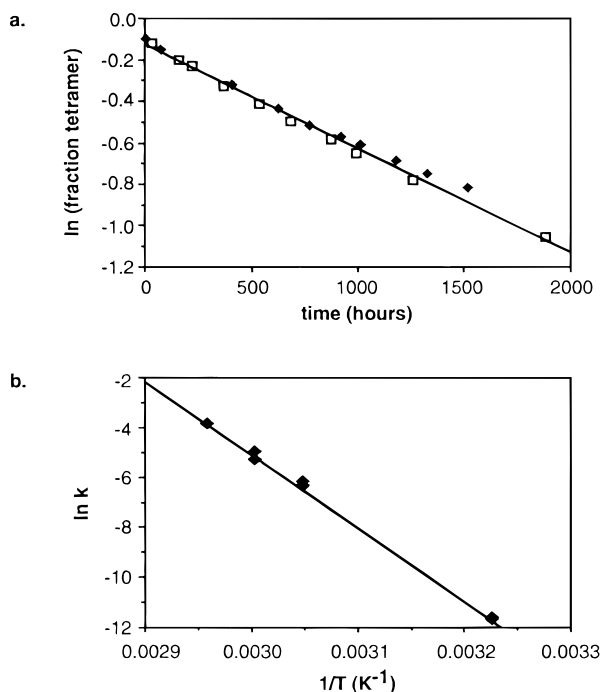 a.
ln (fraction tetramer)
0.0
-0.2
-0.4
-0.6
-0.8
-1.0
-1.2
0 500 1000 1500 2000
time (hours)
b.
ln k
-2
-4
-6
-8
-10
-12
0.0029 0.0030 0.0031 0.0032 0.0033
1/T (K-1)